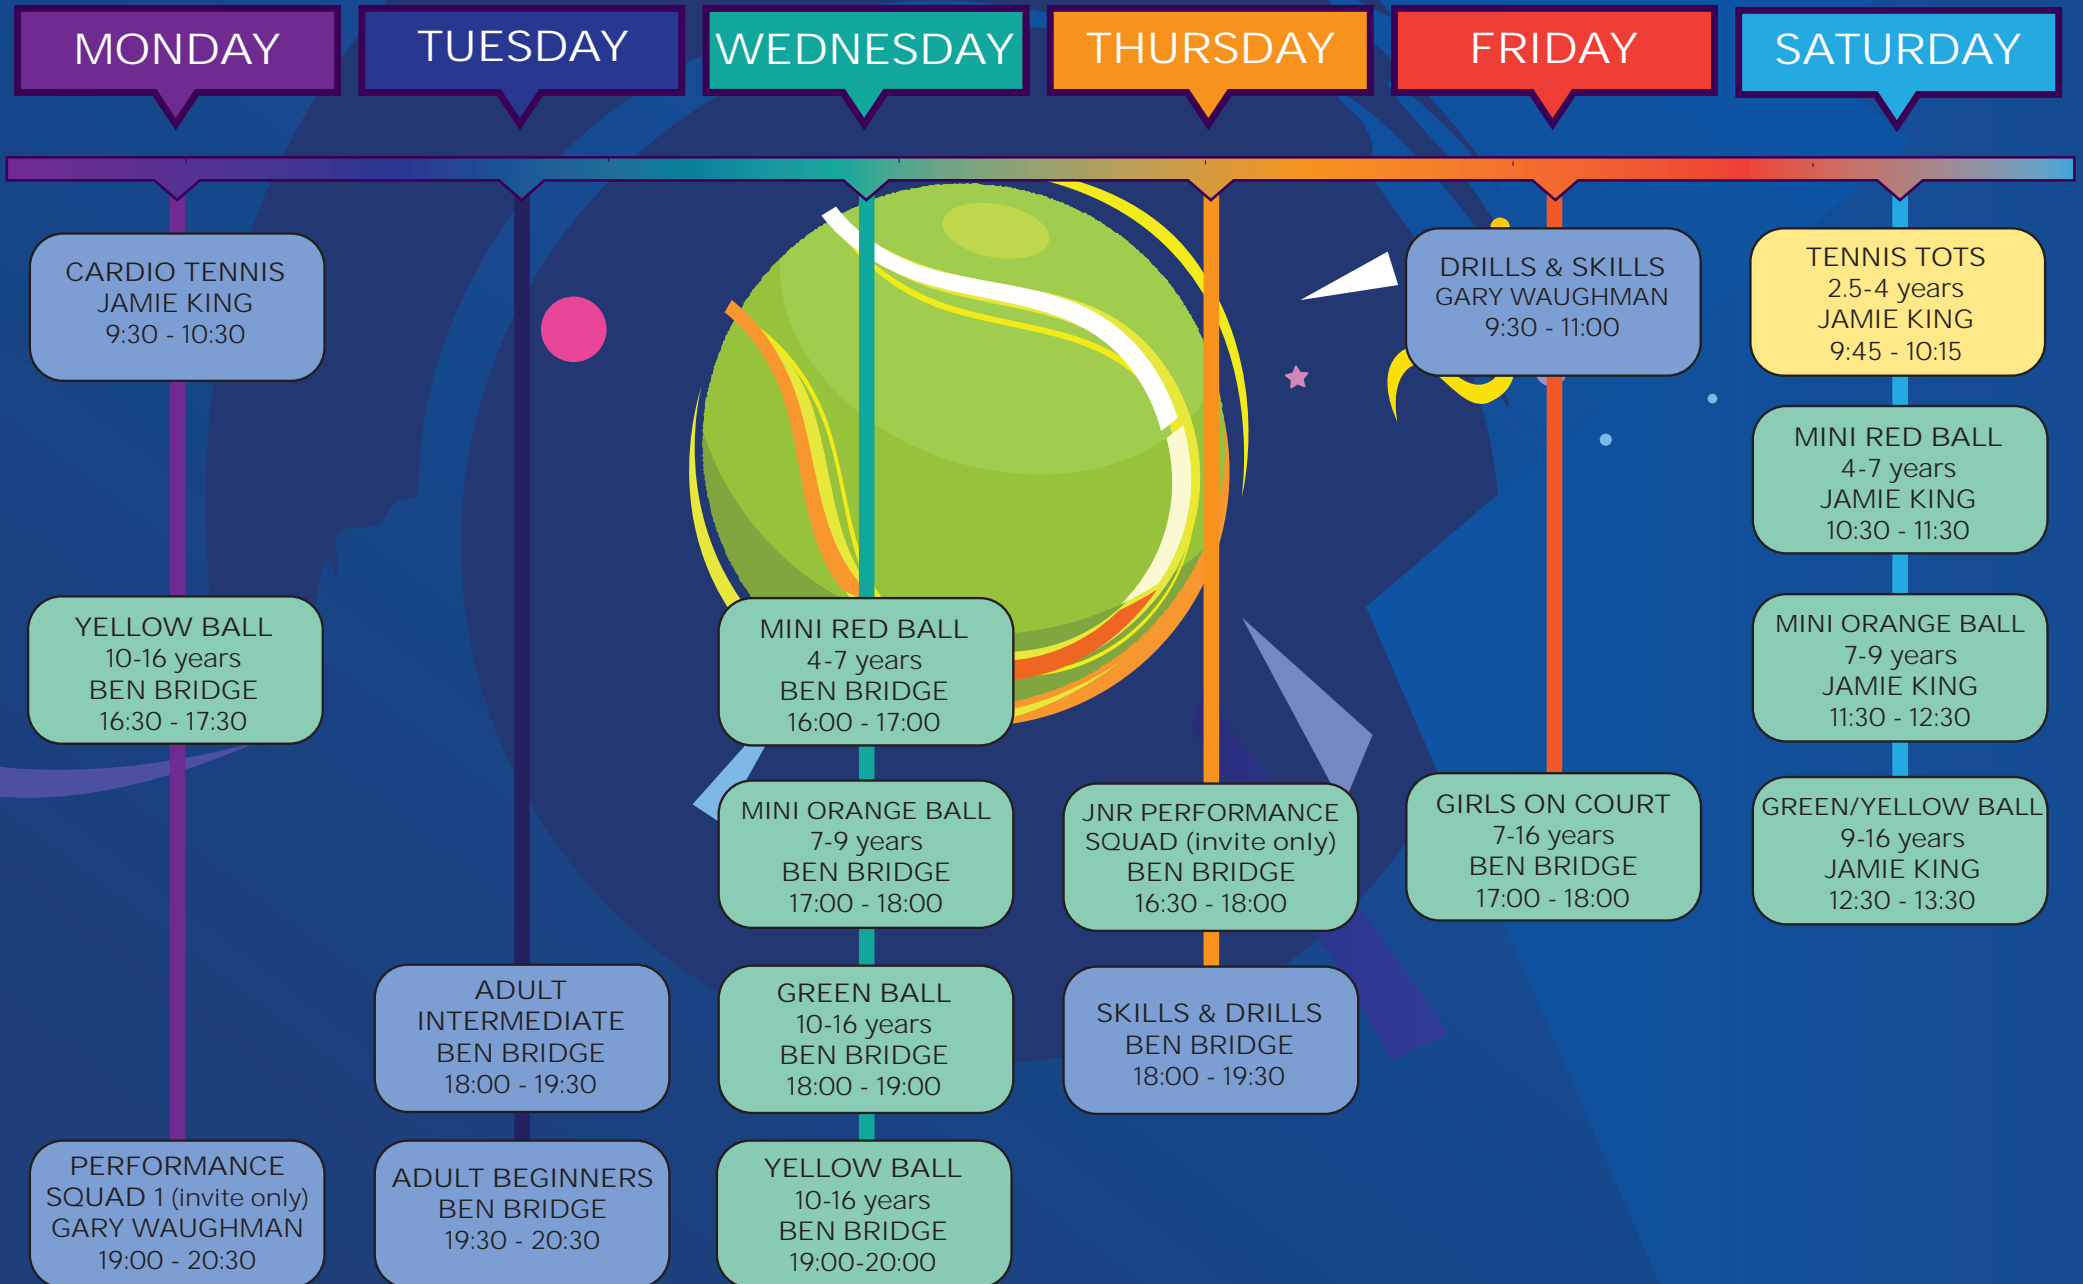 MONDAY
TUESDAY
WEDNESDAY
THURSDAY
FRIDAY
SATURDAY
CARDIO TENNIS
JAMIE KING
9:30 - 10:30
YELLOW BALL
10-16 years
BEN BRIDGE
16:30 - 17:30
PERFORMANCE
SQUAD 1 (invite only)
GARY WAUGHMAN
19:00 - 20:30
ADULT
INTERMEDIATE
BEN BRIDGE
18:00 - 19:30
ADULT BEGINNERS
BEN BRIDGE
19:30 - 20:30
MINI RED BALL
4-7 years
BEN BRIDGE
16:00 - 17:00
MINI ORANGE BALL
7-9 years
BEN BRIDGE
17:00 - 18:00
GREEN BALL
10-16 years
BEN BRIDGE
18:00 - 19:00
YELLOW BALL
10-16 years
BEN BRIDGE
19:00-20:00
JNR PERFORMANCE
SQUAD (invite only)
BEN BRIDGE
16:30 - 18:00
SKILLS & DRILLS
BEN BRIDGE
18:00 - 19:30
DRILLS & SKILLS
GARY WAUGHMAN
9:30 - 11:00
GIRLS ON COURT
7-16 years
BEN BRIDGE
17:00 - 18:00
TENNIS TOTS
2.5-4 years
JAMIE KING
9:45 - 10:15
MINI RED BALL
4-7 years
JAMIE KING
10:30 - 11:30
MINI ORANGE BALL
7-9 years
JAMIE KING
11:30 - 12:30
GREEN/YELLOW BALL
9-16 years
JAMIE KING
12:30 - 13:30